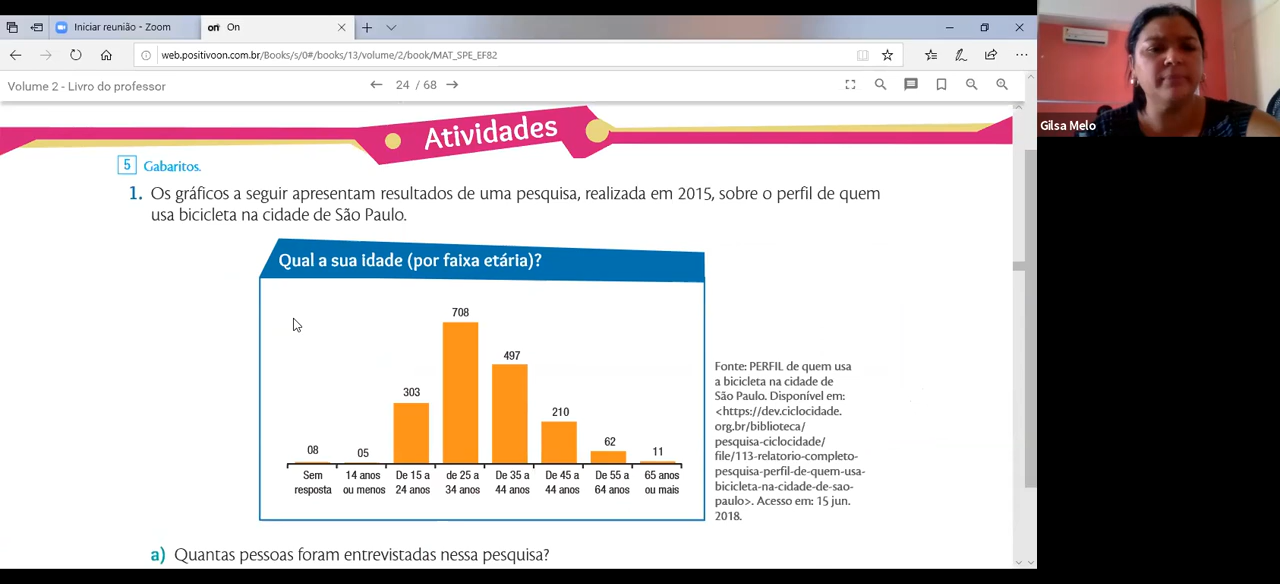 Iniciar reunião - Zoom
On
web.positivoon.com.br/Books/s/0#/books/13/volume/2/book/MAT_SPE_EF82
Volume 2 - Livro do professor
24 / 68
Gilsa Melo
Atividades
5 Gabaritos.
1. Os gráficos a seguir apresentam resultados de uma pesquisa, realizada em 2015, sobre o perfil de quem
usa bicicleta na cidade de São Paulo.
Qual a sua idade (por faixa etária)?
08
05
303
708
497
210
62
11
Sem
resposta
14 anos
ou menos
De 15 a
24 anos
de 25 a
34 anos
De 35 a
44 anos
De 45 a
44 anos
De 55 a
64 anos
65 anos
ou mais
Fonte: PERFIL de quem usa
a bicicleta na cidade de
São Paulo. Disponível em:
<https://dev.ciclocidade.
org.br/biblioteca/
pesquisa-ciclocidade/
file/113-relatorio-completo-
pesquisa-perfil-de-quem-usa-
bicicleta-na-cidade-de-sao-
paulo>. Acesso em: 15 jun.
2018.
a) Quantas pessoas foram entrevistadas nessa pesquisa?